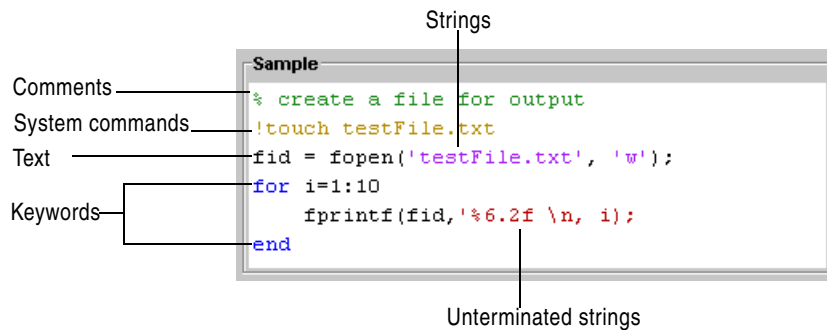 Strings
Sample
Comments
% create a file for output
System commands
!touch testFile.txt
Text
fid = fopen('testFile.txt', 'w');
Keywords
for i=1:10
fprintf(fid,'%6.2f \n, i);
end
Unterminated strings